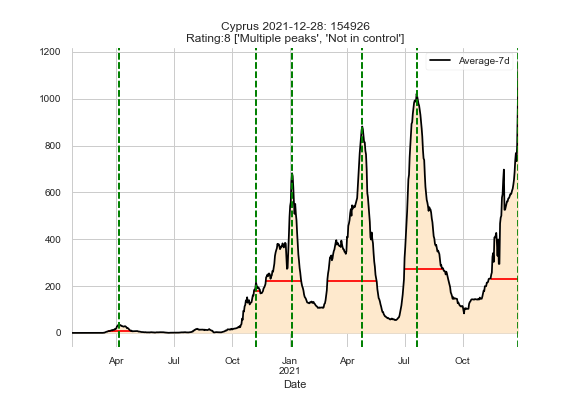 Cyprus 2021-12-28: 154926
Rating:8 ['Multiple peaks', 'Not in control']
Average-7d
1200
1000
800
600
400
200
0
Apr Jul Oct Jan Apr Jul Oct
2021
Date